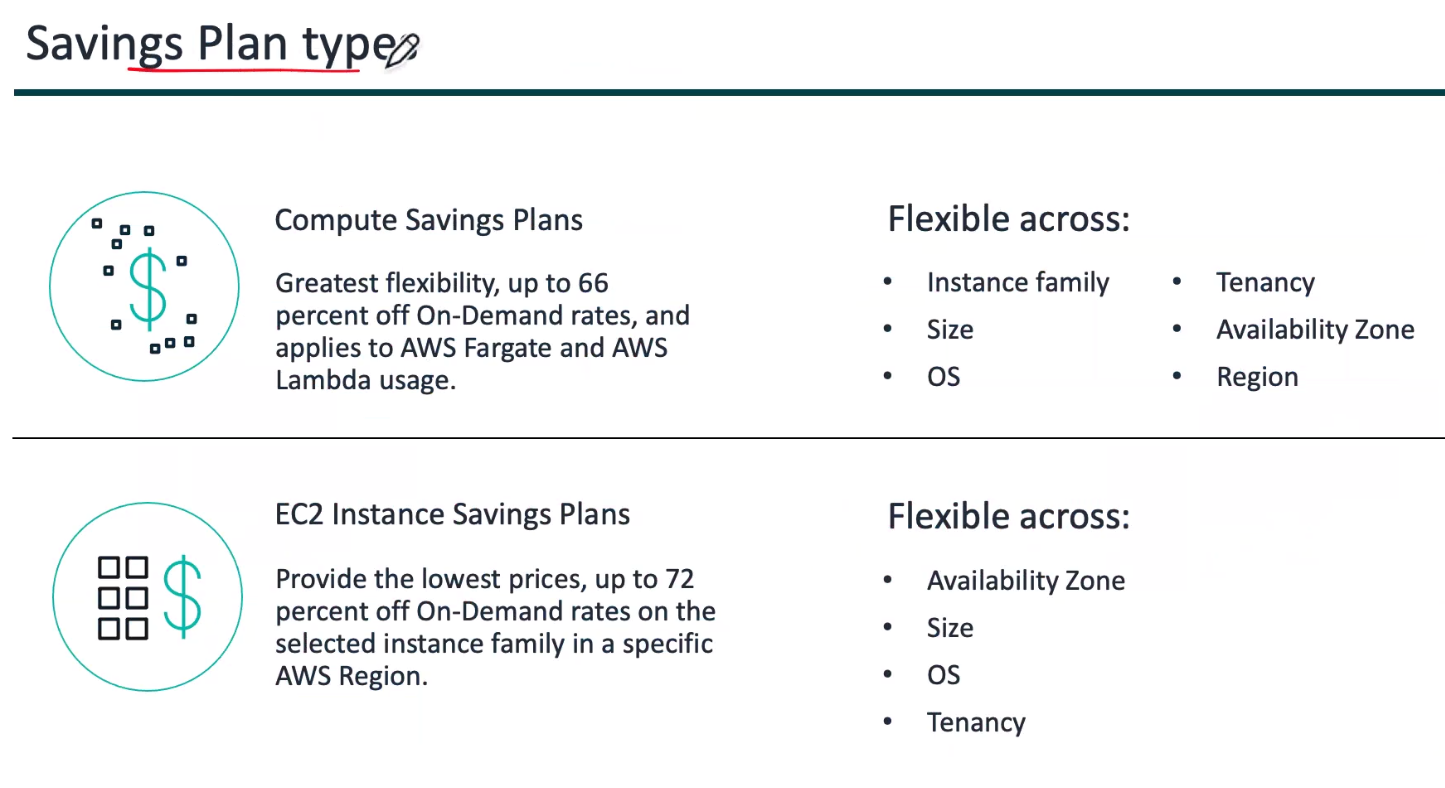 Savings Plan type
Compute Savings Plans
Greatest flexibility, up to 66
percent off On-Demand rates, and
applies to AWS Fargate and AWS
Lambda usage.
Flexible across:
• Instance family
• Size
• OS
• Tenancy
• Availability Zone
• Region
EC2 Instance Savings Plans
Provide the lowest prices, up to 72
percent off On-Demand rates on the
selected instance family in a specific
AWS Region.
Flexible across:
• Availability Zone
• Size
• OS
• Tenancy